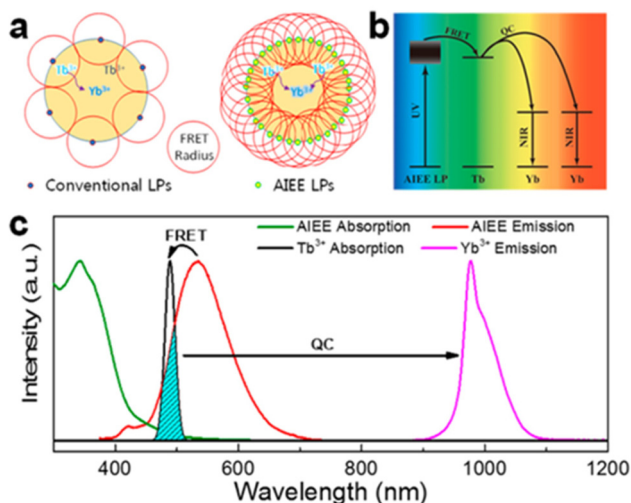 a
Tb³⁺ Tb³⁺
Yb³⁺
FRET
Radius
Conventional LPs
Tb³⁺ Tb³⁺
Yb³⁺
AIEE LPs
b
FRET QC
UV
NIR NIR
AIEE LP Tb Yb Yb
c
AIEE Absorption AIEE Emission
Tb³⁺ Absorption Yb³⁺ Emission
FRET
QC
Intensity (a.u.)
400 600 800 1000 1200
Wavelength (nm)